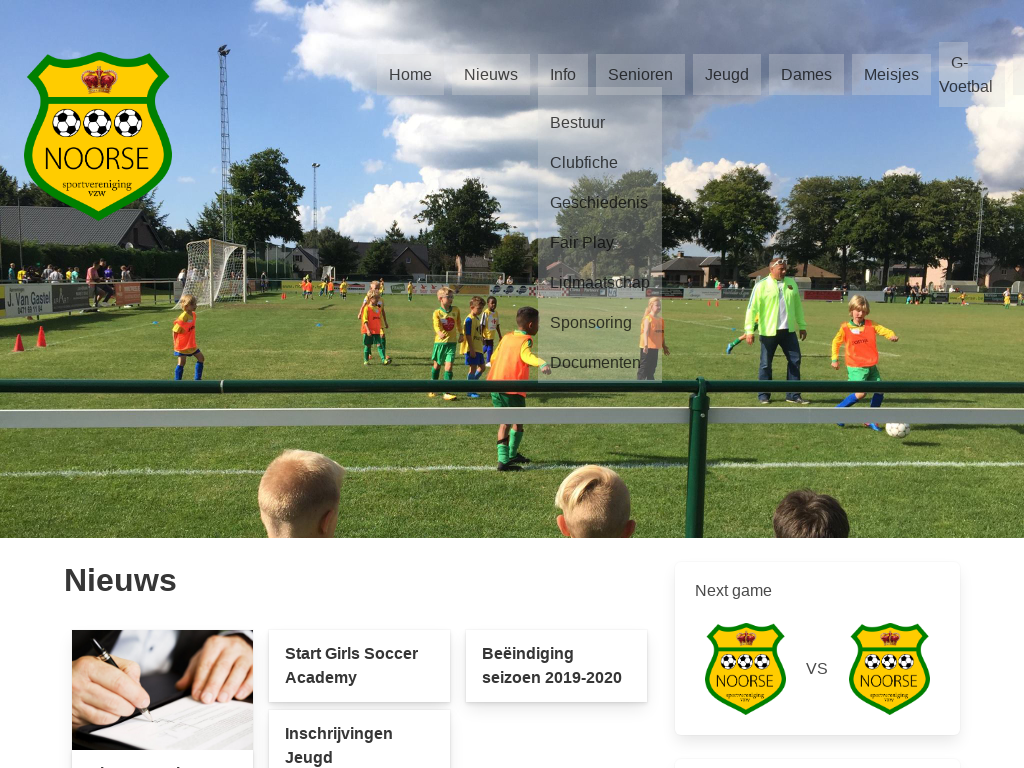 Home
Nieuws
Info
Senioren
Jeugd
Dames
Meisjes
G-
Voetbal
NOORSE
sportvereniging
vzw
Bestuur
Clubfiche
Geschiedenis
Fair Play
Lidmaatschap
Sponsoring
Documenten
J. Van Gastel
Nieuws
Start Girls Soccer
Academy
Inschrijvingen
Jeugd
Beëindiging
seizoen 2019-2020
Next game
NOORSE
sportvereniging
vzw
VS
NOORSE
sportvereniging
vzw